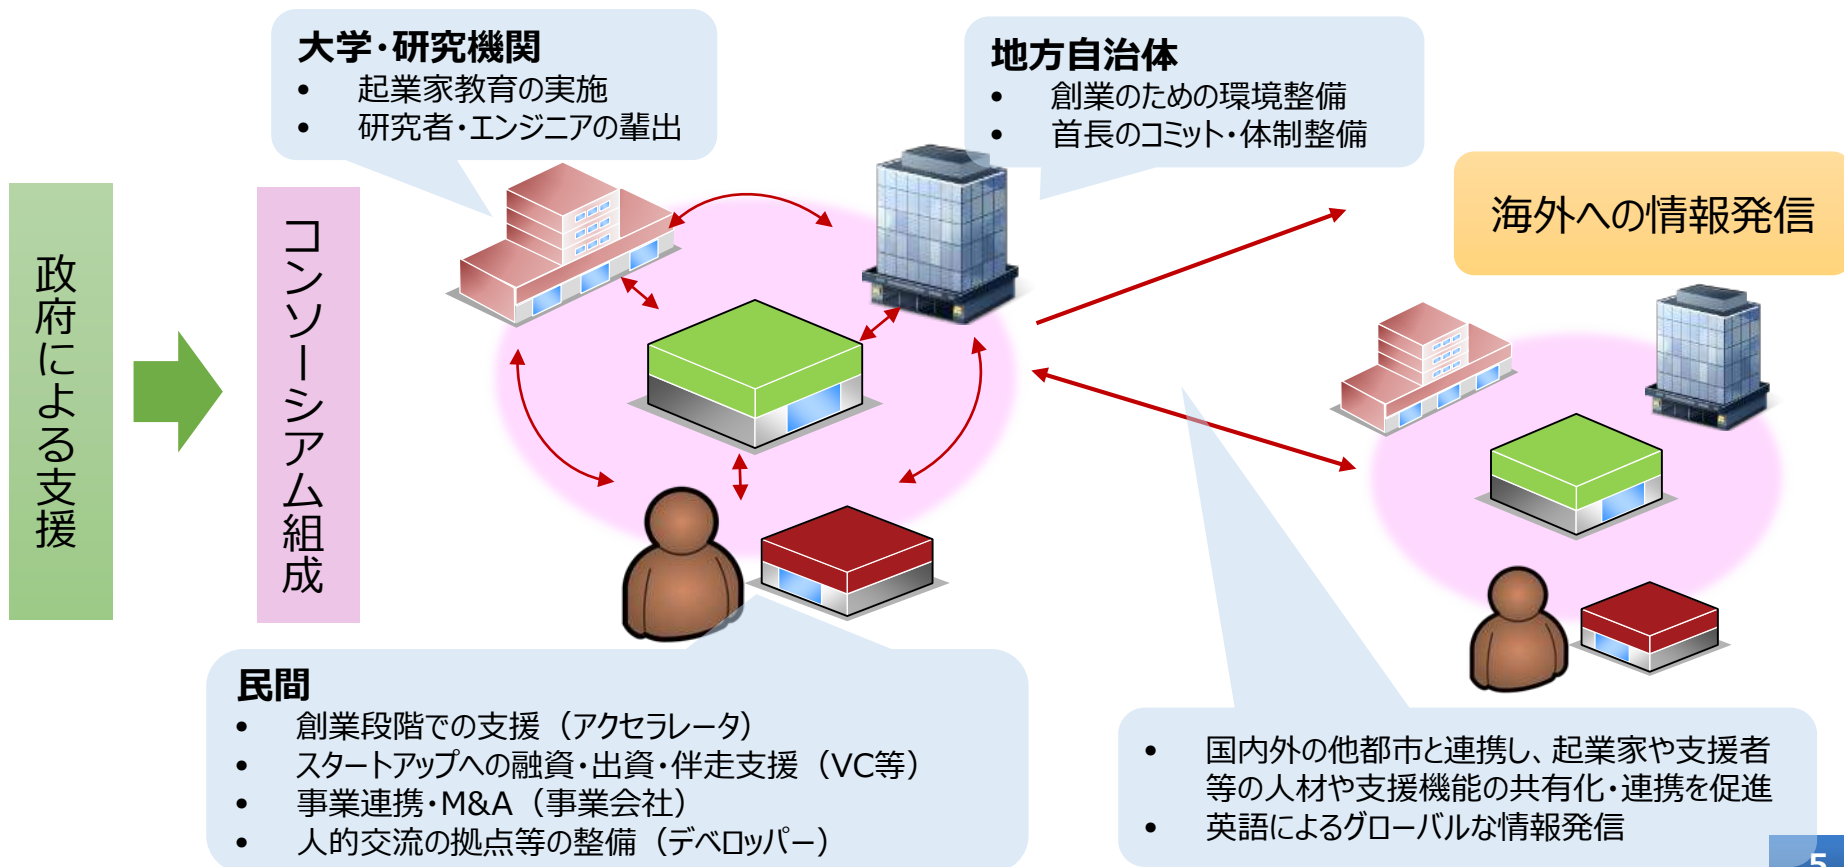 大学・研究機関
• 起業家教育の実施
• 研究者・エンジニアの輩出
地方自治体
• 創業のための環境整備
• 首長のコミット・体制整備
海外への情報発信
政府による支援
コンソーシアム組成
民間
• 創業段階での支援（アクセラレータ）
• スタートアップへの融資・出資・伴走支援（VC等）
• 事業連携・M&A（事業会社）
• 人的交流の拠点等の整備（デベロッパー）
• 国内外の他都市と連携し、起業家や支援者
等の人材や支援機能の共有化・連携を促進
• 英語によるグローバルな情報発信
5